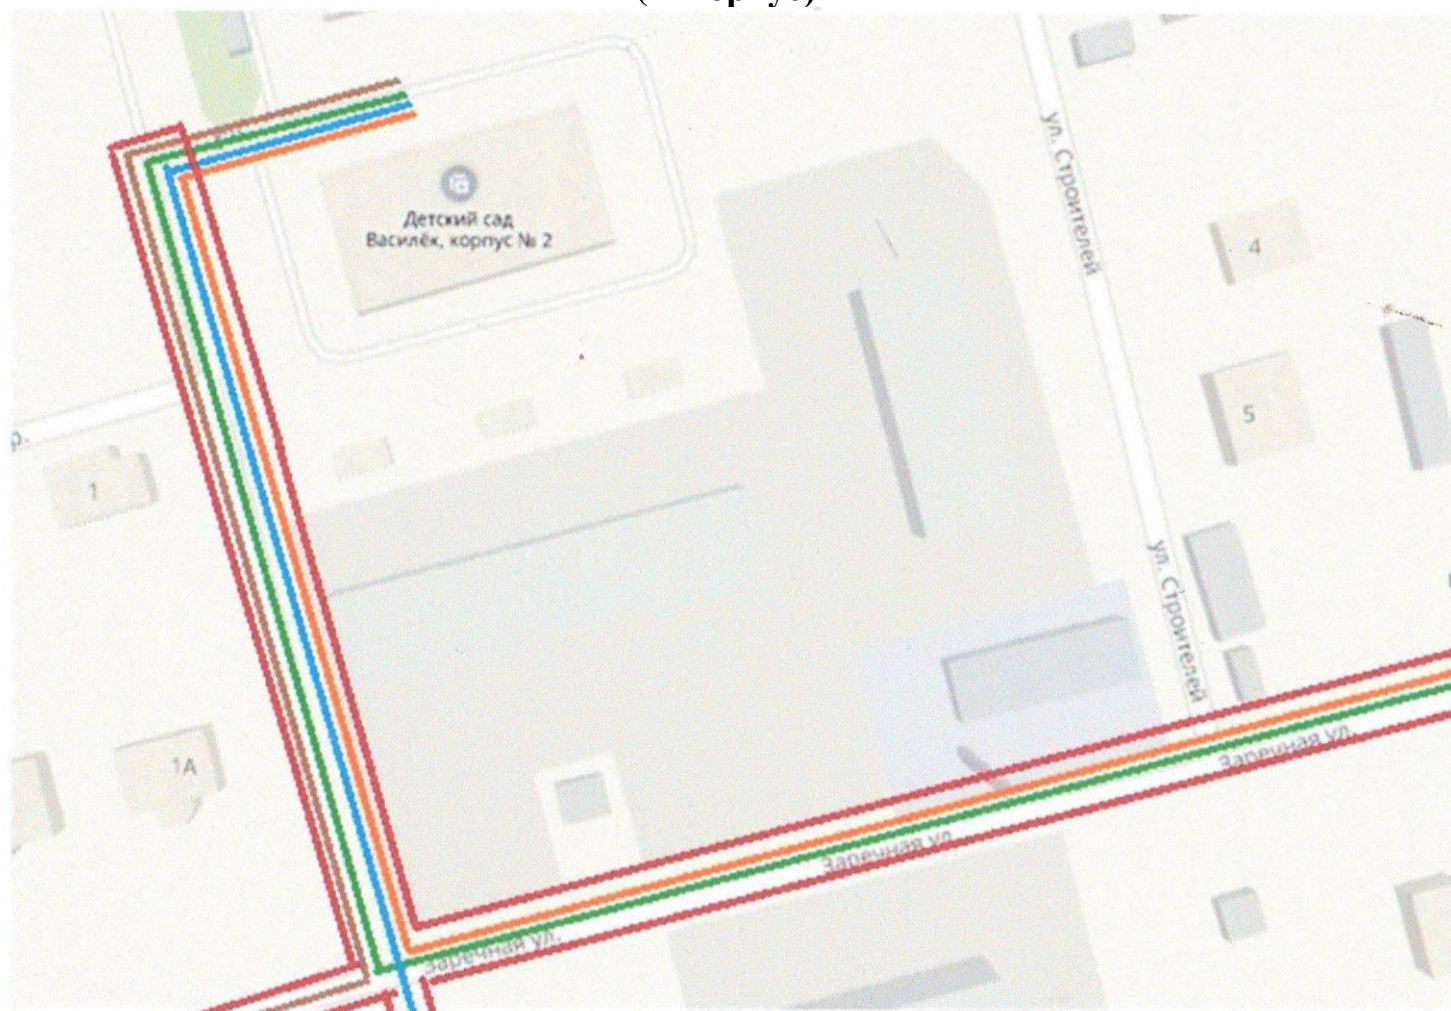 ул. Строителей
Детский сад
Василёк, корпус № 2
4
5
1
ул. Строителей
1А
Заречная ул.
Заречная ул.
Заречная ул.